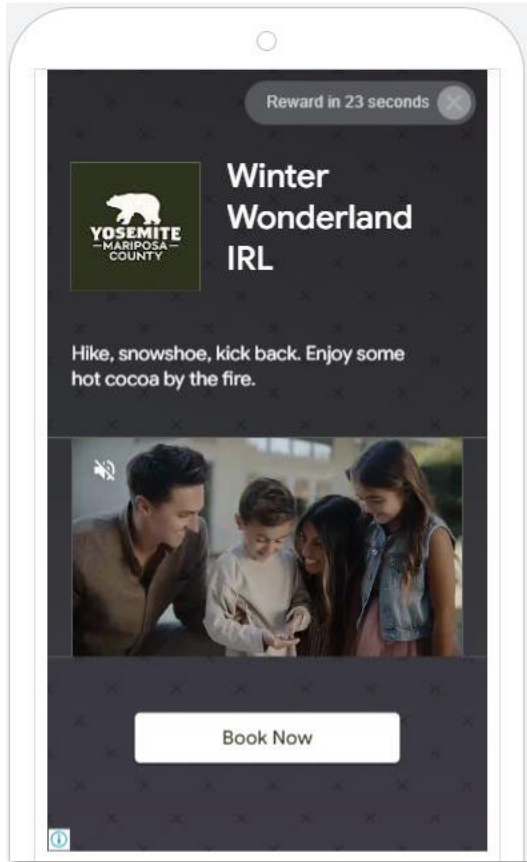 Reward in 23 seconds
YOSEMITE
MARIPOSA
COUNTY
Winter
Wonderland
IRL
Hike, snowshoe, kick back. Enjoy some
hot cocoa by the fire.
Book Now